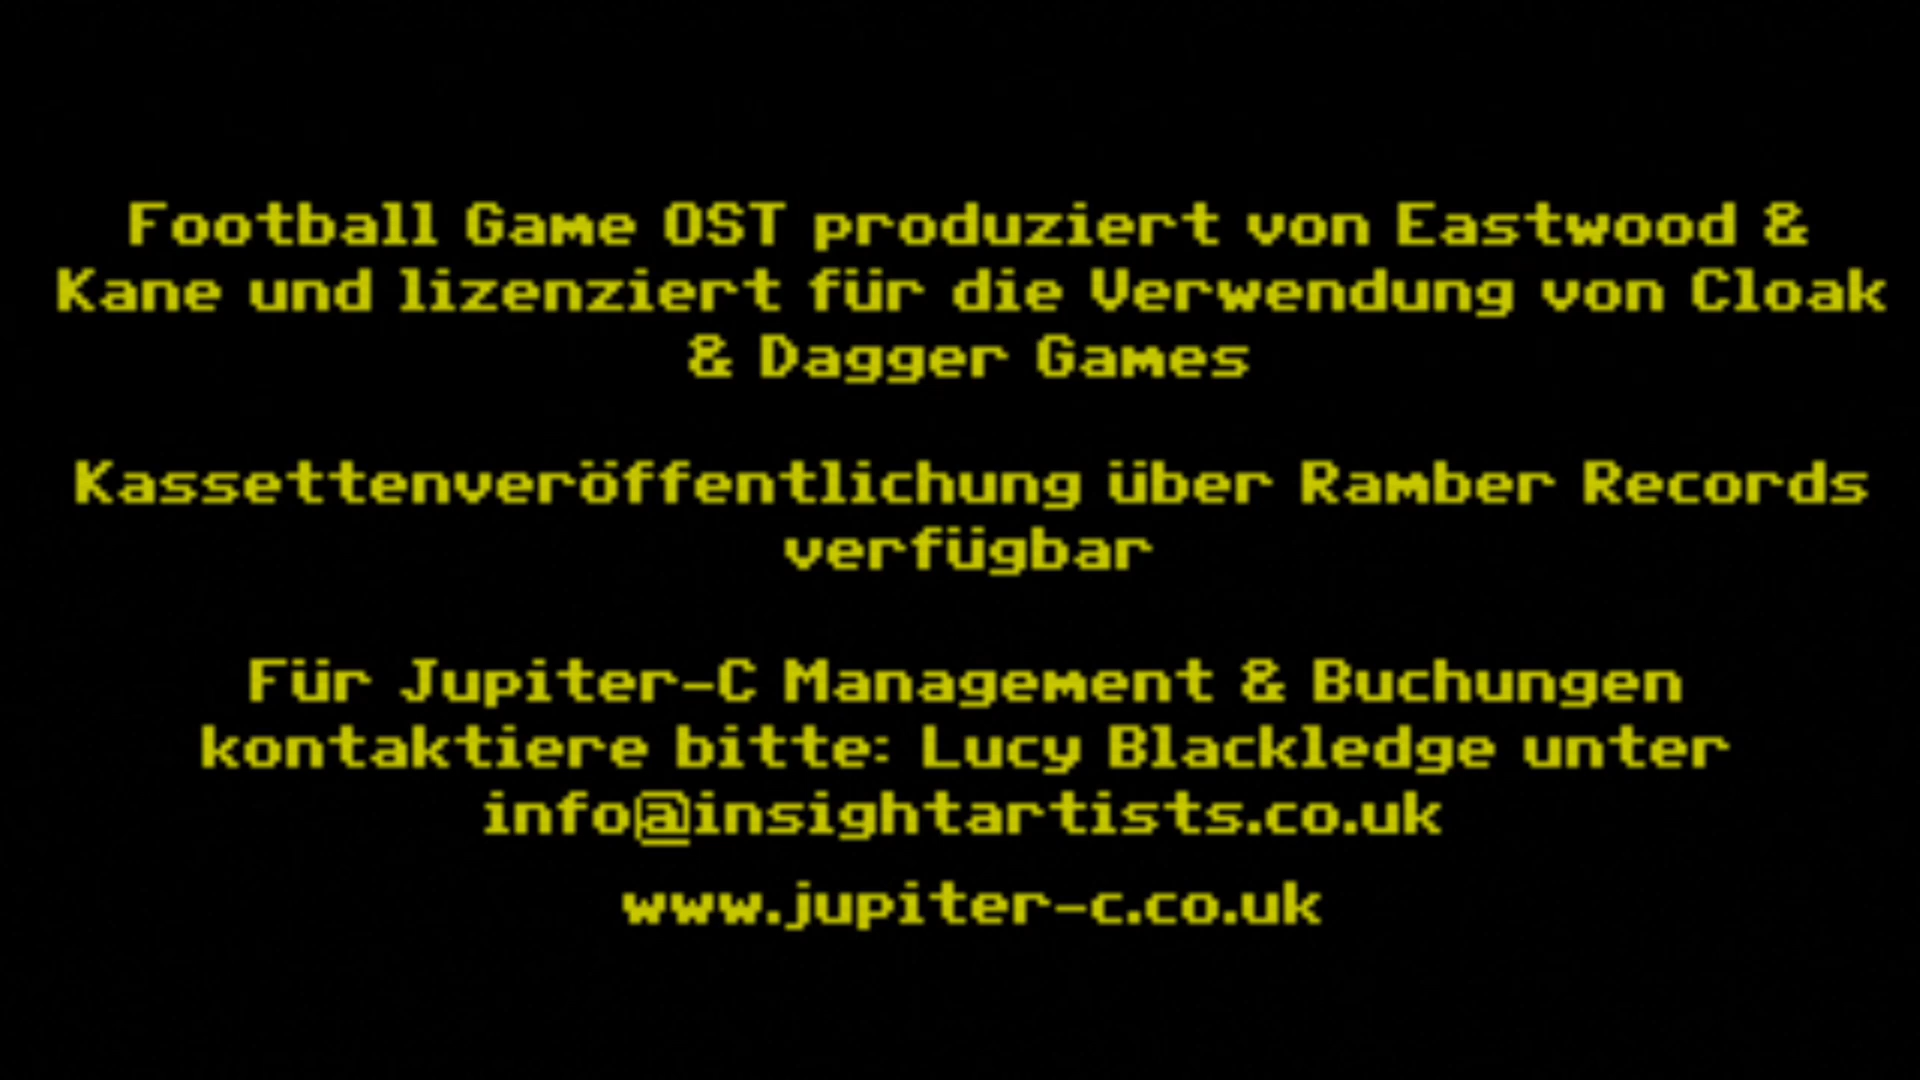 Football Game OST produziert von Eastwood &
Kane und lizenziert für die Verwendung von Cloak
& Dagger Games
Kassettenveröffentlichung über Ramber Records
verfügbar
Für Jupiter-C Management & Buchungen
kontaktiere bitte: Lucy Blackledge unter
info@insightartists.co.uk
www.jupiter-c.co.uk